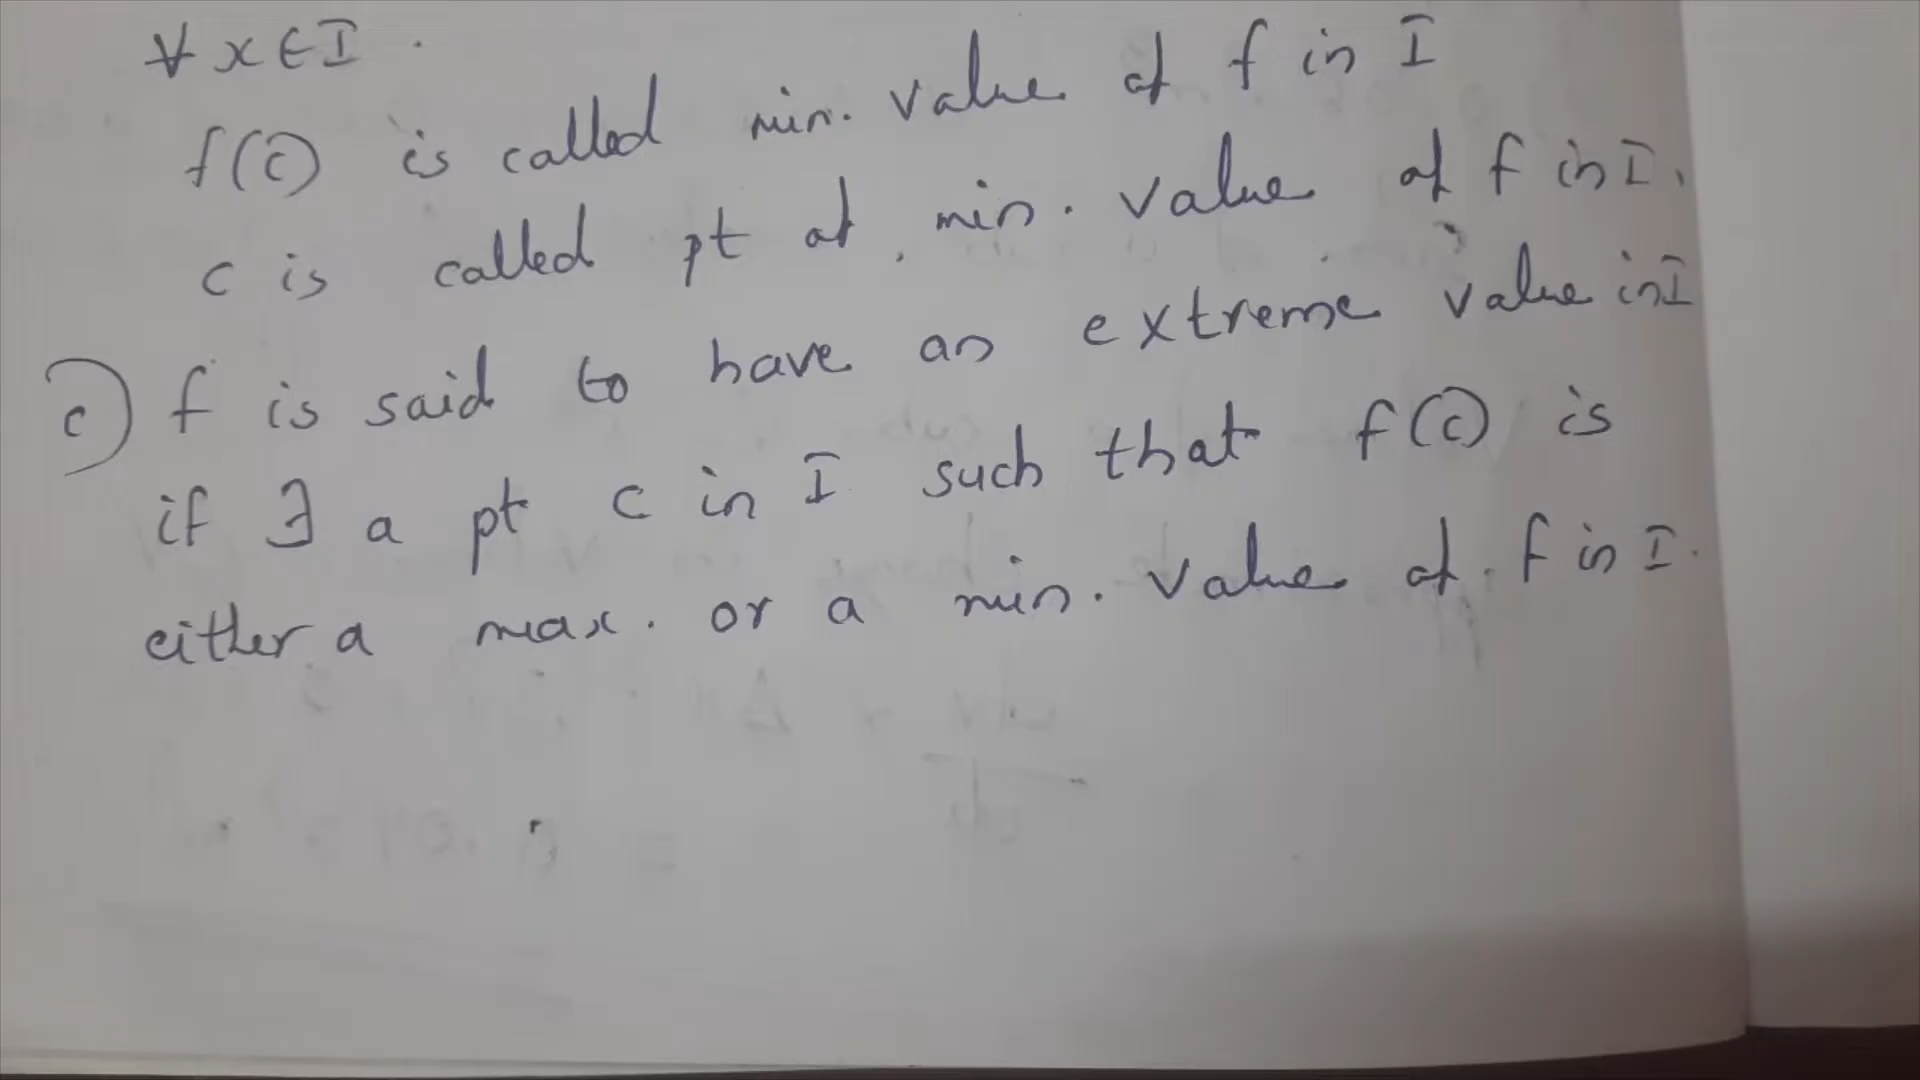 ∀ x ∈ I.
f(c) is called min. value of f in I
c is called pt of min. value of f in I.
(c) f is said to have an extreme value in I
if ∃ a pt c in I such that f(c) is
either a max. or a min. value of f in I.